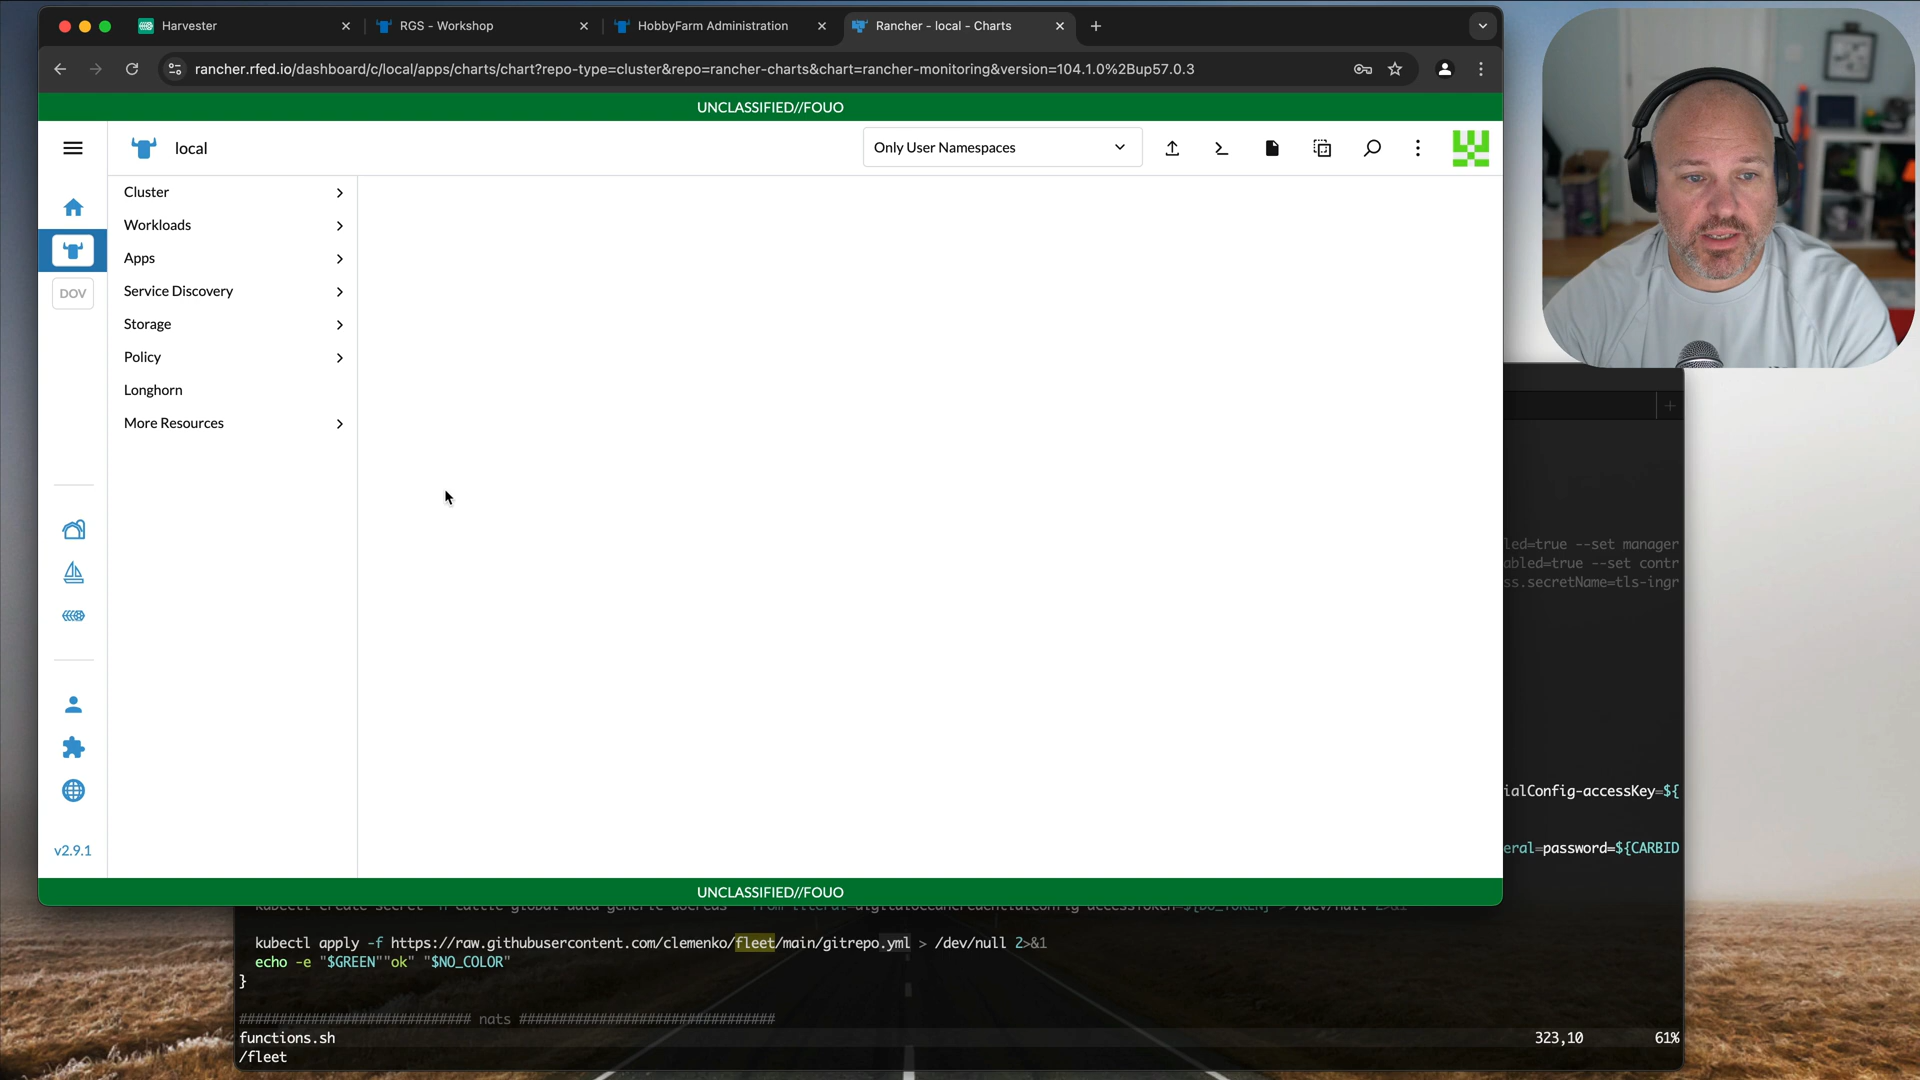 Harvester
RGS - Workshop
HobbyFarm Administration
Rancher - local - Charts
rancher.rfed.io/dashboard/c/local/apps/charts/chart?repo-type=cluster&repo=rancher-charts&chart=rancher-monitoring&version=104.1.0%2Bup57.0.3
UNCLASSIFIED//FOUO
local
Only User Namespaces
Cluster
Workloads
Apps
DOV
Service Discovery
Storage
Policy
Longhorn
More Resources
v2.9.1
UNCLASSIFIED//FOUO
led=true --set manager
abled=true --set contr
ss.secretName=tls-ingr
ialConfig-accessKey=${
eral=password=${CARBID
kubectl apply -f https://raw.githubusercontent.com/clemenko/fleet/main/gitrepo.yml > /dev/null 2>&1
echo -e "$GREEN""ok" "$NO_COLOR"
}
############################# nats ################################
functions.sh 323,10 61%
/fleet